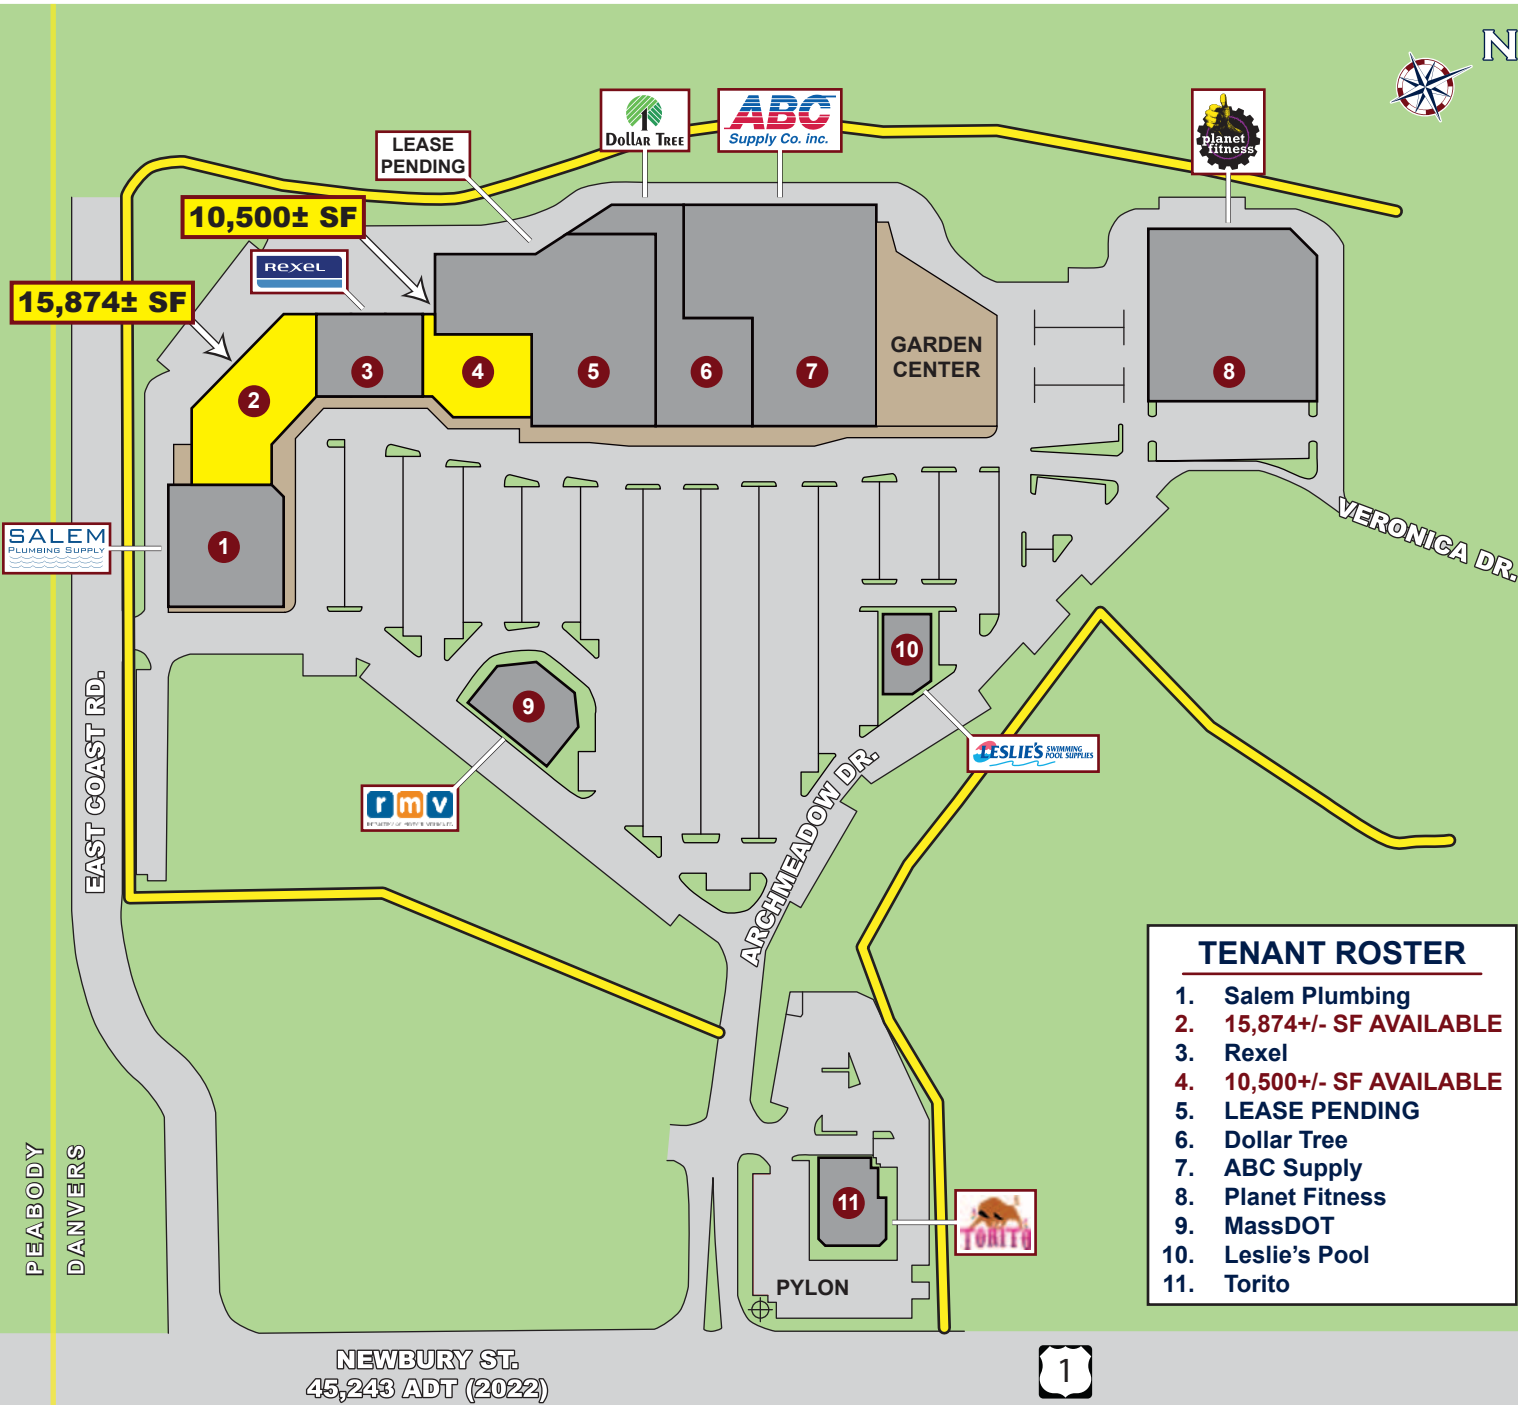 N
DOLLAR TREE
ABC
Supply Co. inc.
planet
fitness
LEASE
PENDING
10,500± SF
REXEL
15,874± SF
GARDEN
CENTER
1
2
3
4
5
6
7
8
9
10
11
SALEM
PLUMBING SUPPLY
VERONICA DR.
EAST COAST RD.
LESLIE'S SWIMMING
POOL SUPPLIES
ARCHMEADOW DR.
rmv
TENANT ROSTER
1. Salem Plumbing
2. 15,874+/- SF AVAILABLE
3. Rexel
4. 10,500+/- SF AVAILABLE
5. LEASE PENDING
6. Dollar Tree
7. ABC Supply
8. Planet Fitness
9. MassDOT
10. Leslie's Pool
11. Torito
PEABODY
DANVERS
TORITO
PYLON
NEWBURY ST.
45,243 ADT (2022)
1